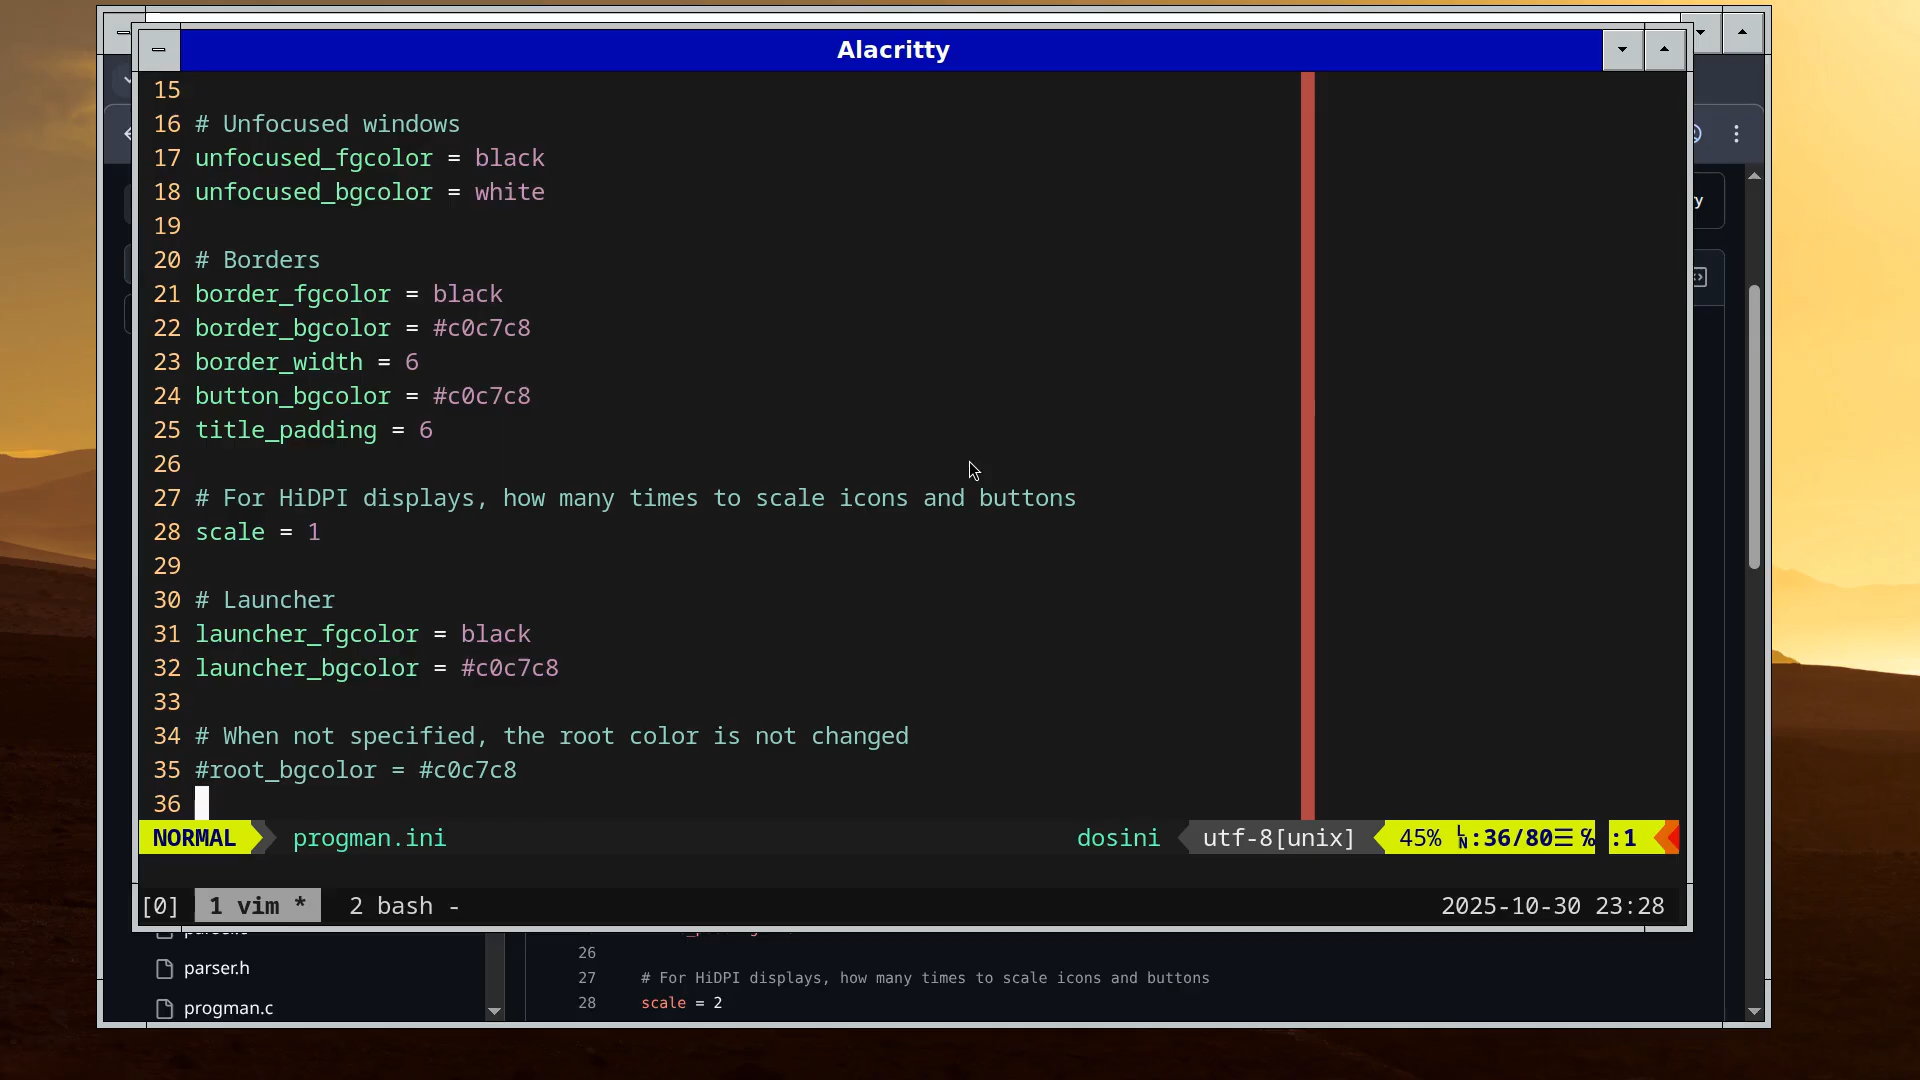 Alacritty
15
16 # Unfocused windows
17 unfocused_fgcolor = black
18 unfocused_bgcolor = white
19
20 # Borders
21 border_fgcolor = black
22 border_bgcolor = #c0c7c8
23 border_width = 6
24 button_bgcolor = #c0c7c8
25 title_padding = 6
26
27 # For HiDPI displays, how many times to scale icons and buttons
28 scale = 1
29
30 # Launcher
31 launcher_fgcolor = black
32 launcher_bgcolor = #c0c7c8
33
34 # When not specified, the root color is not changed
35 #root_bgcolor = #c0c7c8
36
NORMAL progman.ini dosini utf-8[unix] 45% ㏑:36/80☰ ℅:1
[0] 1 vim * 2 bash - 2025-10-30 23:28
y
parser.h
progman.c
26
27 # For HiDPI displays, how many times to scale icons and buttons
28 scale = 2